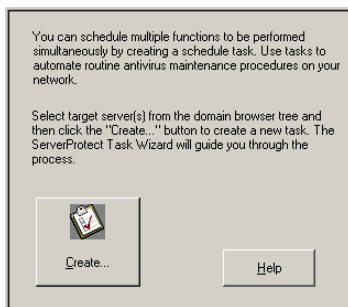 You can schedule multiple functions to be performed
simultaneously by creating a schedule task. Use tasks to
automate routine antivirus maintenance procedures on your
network.
Select target server(s) from the domain browser tree and
then click the "Create..." button to create a new task. The
ServerProtect Task Wizard will guide you through the
process.
Create...
Help